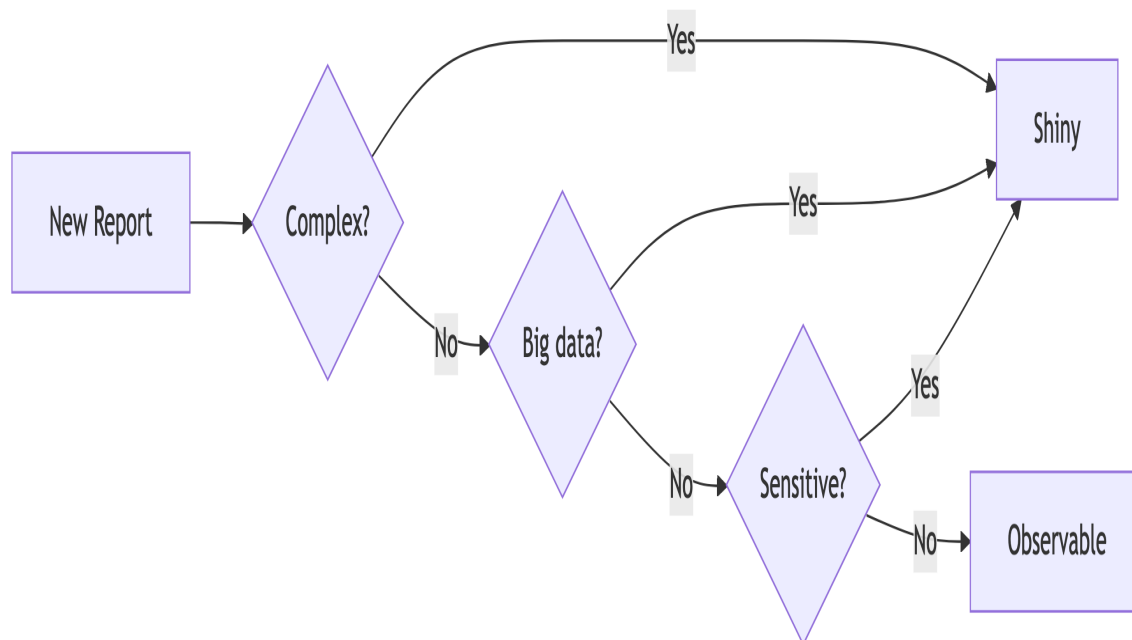 New Report
Complex?
Yes
No
Big data?
Yes
No
Sensitive?
Yes
No
Shiny
Observable